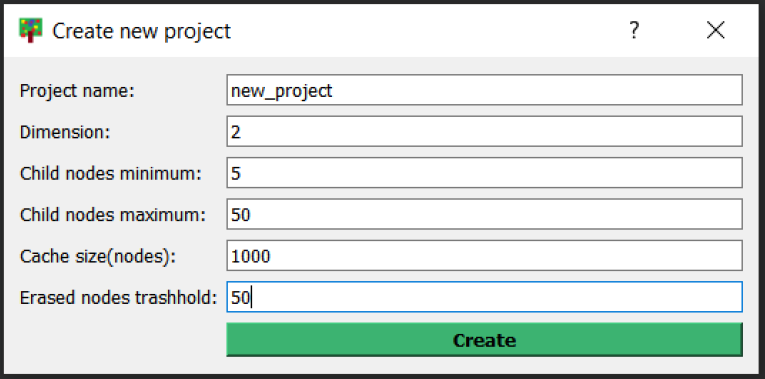 Create new project ?
Project name: new_project
Dimension: 2
Child nodes minimum: 5
Child nodes maximum: 50
Cache size(nodes): 1000
Erased nodes trashhold: 50
Create